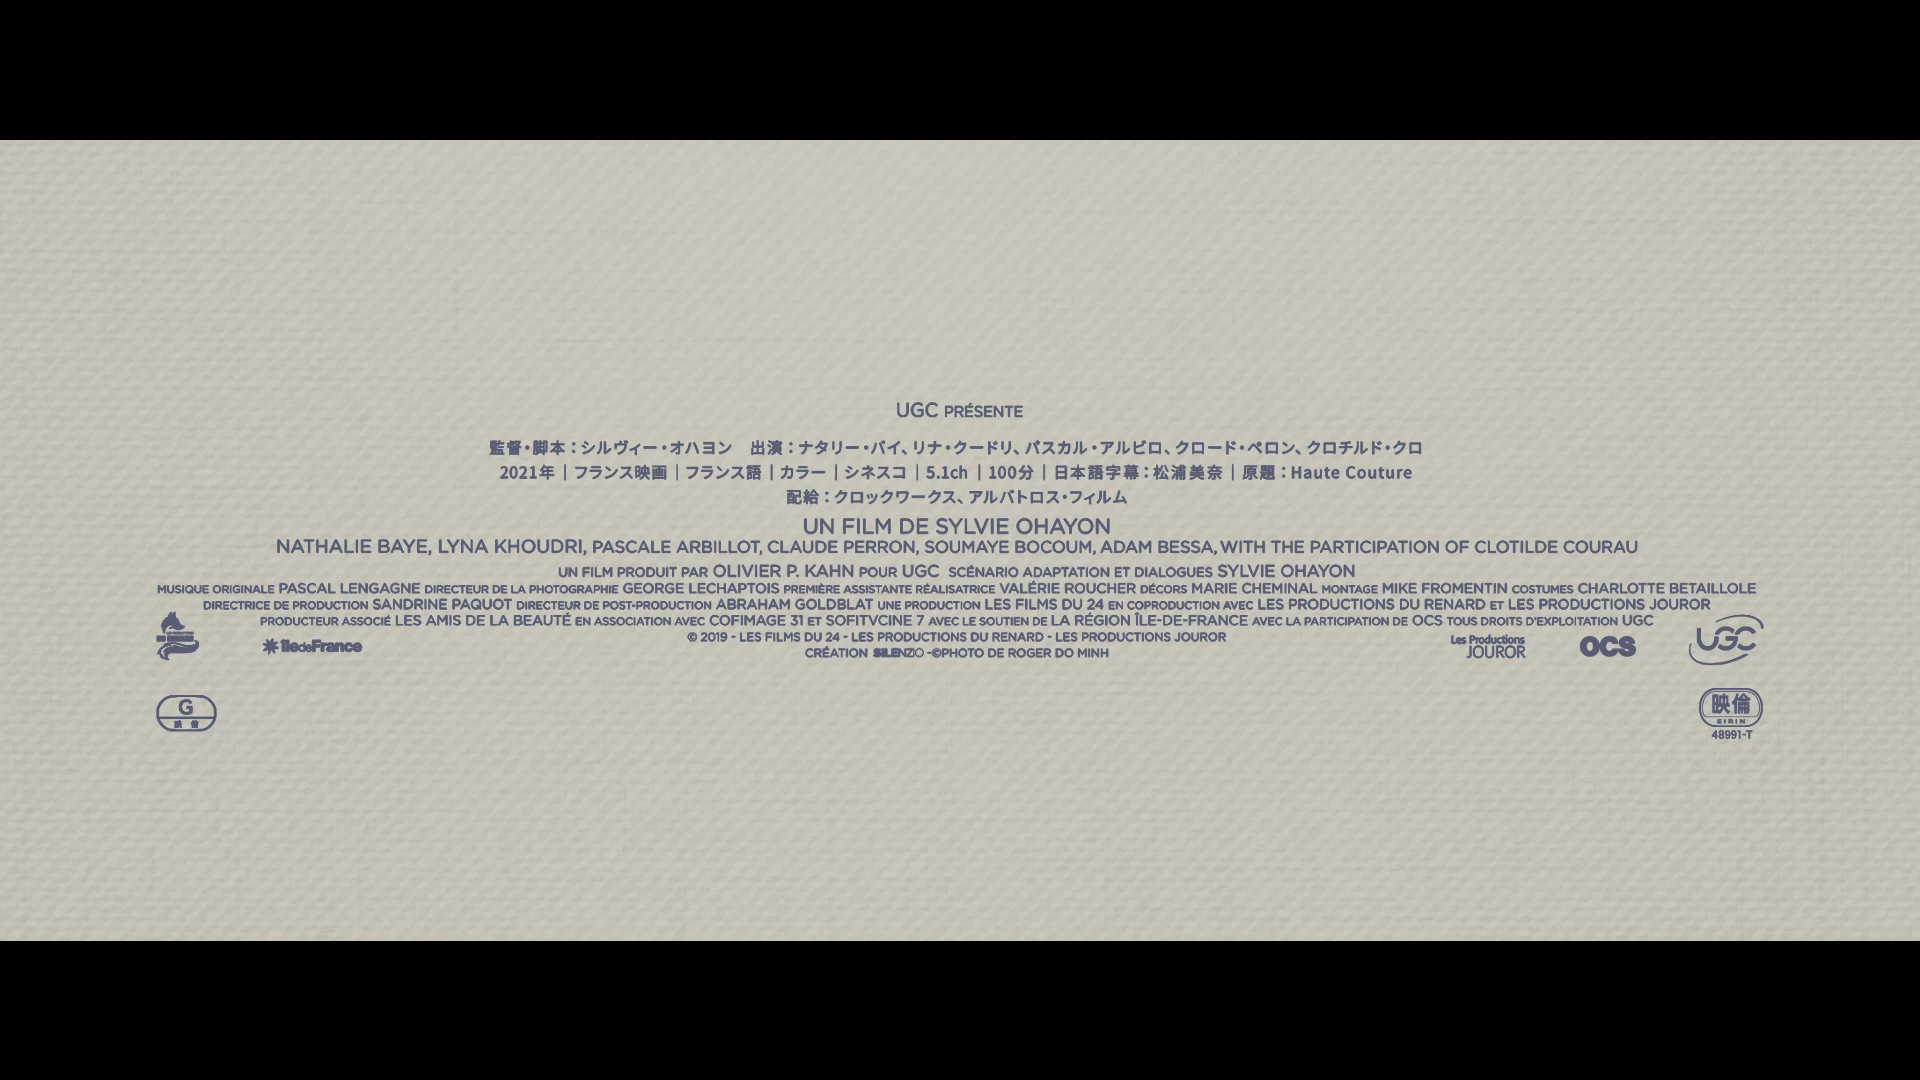 UGC PRÉSENTE
監督・脚本：シルヴィー・オハヨン　出演：ナタリー・バイ、リナ・クードリ、パスカル・アルビロ、クロード・ペロン、クロチルド・クロ
2021年｜フランス映画｜フランス語｜カラー｜シネスコ｜5.1ch｜100分｜日本語字幕：松浦美奈｜原題：Haute Couture
配給：クロックワークス、アルバトロス・フィルム
UN FILM DE SYLVIE OHAYON
NATHALIE BAYE, LYNA KHOUDRI, PASCALE ARBILLOT, CLAUDE PERRON, SOUMAYE BOCOUM, ADAM BESSA, WITH THE PARTICIPATION OF CLOTILDE COURAU
UN FILM PRODUIT PAR OLIVIER P. KAHN POUR UGC SCÉNARIO ADAPTATION ET DIALOGUES SYLVIE OHAYON
MUSIQUE ORIGINALE PASCAL LENGAGNE DIRECTEUR DE LA PHOTOGRAPHIE GEORGE LECHAPTOIS PREMIÈRE ASSISTANTE RÉALISATRICE VALÉRIE ROUCHER DÉCORS MARIE CHEMINAL MONTAGE MIKE FROMENTIN COSTUMES CHARLOTTE BETAILLOLE
DIRECTRICE DE PRODUCTION SANDRINE PAQUOT DIRECTEUR DE POST-PRODUCTION ABRAHAM GOLDBLAT UNE PRODUCTION LES FILMS DU 24 EN COPRODUCTION AVEC LES PRODUCTIONS DU RENARD ET LES PRODUCTIONS JOUROR
PRODUCTEUR ASSOCIÉ LES AMIS DE LA BEAUTÉ EN ASSOCIATION AVEC COFIMAGE 31 ET SOFITVCINE 7 AVEC LE SOUTIEN DE LA RÉGION ÎLE-DE-FRANCE AVEC LA PARTICIPATION DE OCS TOUS DROITS D'EXPLOITATION UGC
© 2019 - LES FILMS DU 24 - LES PRODUCTIONS DU RENARD - LES PRODUCTIONS JOUROR
CRÉATION SILENZIO -©PHOTO DE ROGER DO MINH
îledeFrance
Les Productions
JOUROR
OCS
UGC
G
映倫
映倫
EIRIN
48991-T